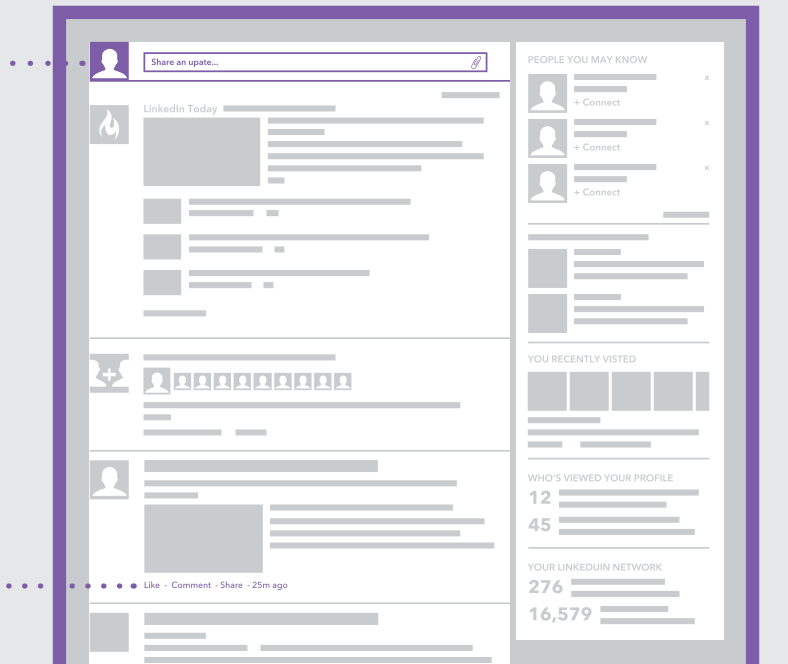 Share an upate...
LinkedIn Today
Like - Comment - Share - 25m ago
PEOPLE YOU MAY KNOW
x
+ Connect
x
+ Connect
x
+ Connect
YOU RECENTLY VISTED
WHO'S VIEWED YOUR PROFILE
12
45
YOUR LINKEDUIN NETWORK
276
16,579